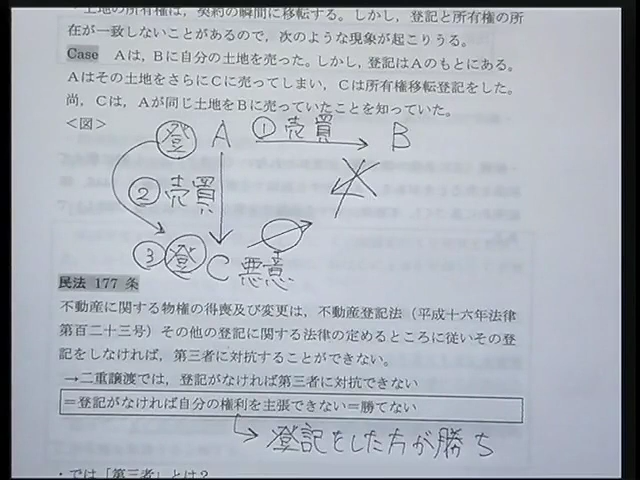 ・土地の所有権は，契約の瞬間に移転する。しかし，登記と所有権の所
在が一致しないことがあるので，次のような現象が起こりうる。
Case Aは，Bに自分の土地を売った。しかし，登記はAのもとにある。
Aはその土地をさらにCに売ってしまい，Cは所有権移転登記をした。
尚，Cは，Aが同じ土地をBに売っていたことを知っていた。
<図>
登 A ①売買 B
②売買
③登 C 悪意
民法 177 条
不動産に関する物権の得喪及び変更は，不動産登記法（平成十六年法律
第百二十三号）その他の登記に関する法律の定めるところに従いその登
記をしなければ，第三者に対抗することができない。
→二重譲渡では，登記がなければ第三者に対抗できない
＝登記がなければ自分の権利を主張できない＝勝てない
→登記をした方が勝ち
・では「第三者」とは？